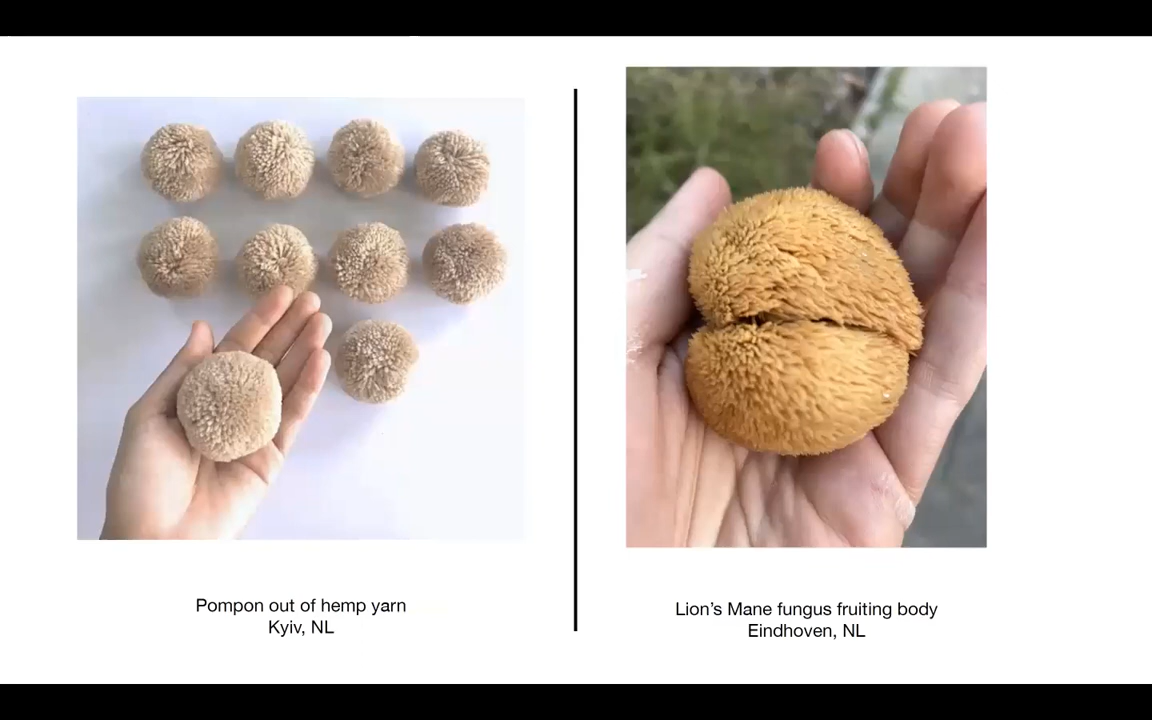 Pompon out of hemp yarn
Kyiv, NL
Lion’s Mane fungus fruiting body
Eindhoven, NL